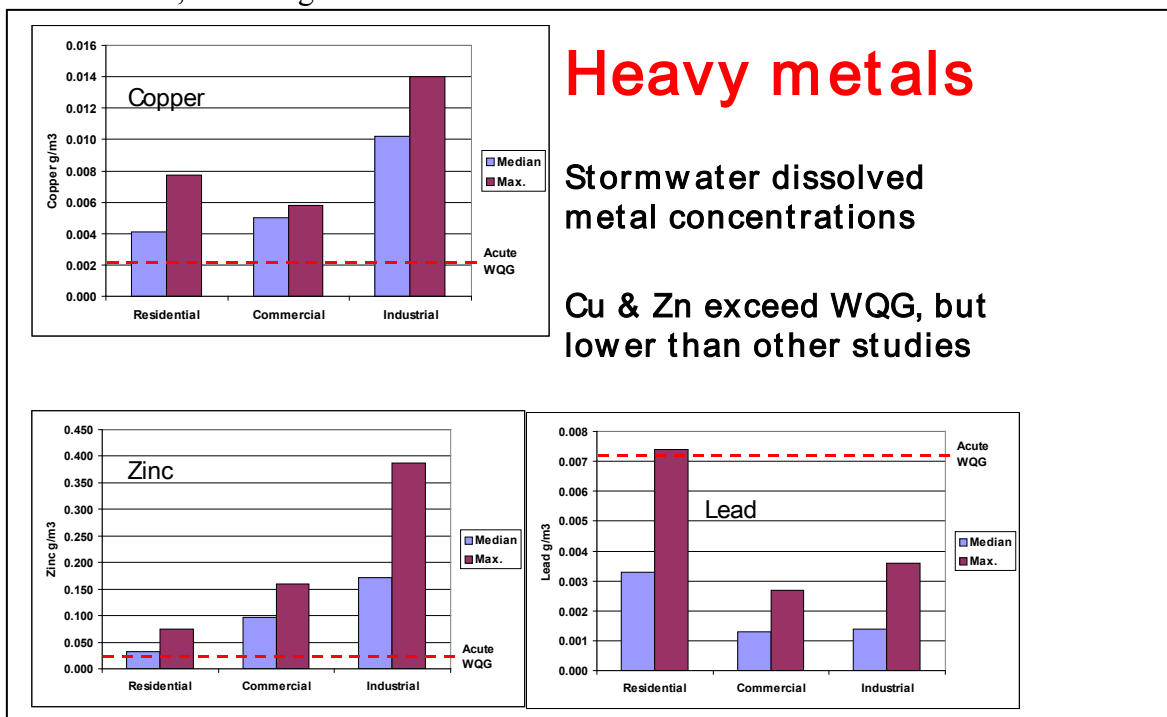 0.016
0.014
0.012
0.010
0.008
0.006
0.004
0.002
0.000
Copper g/m3
Copper
Residential
Commercial
Industrial
Median
Max.
Acute
WQG
Heavy metals
Stormwater dissolved
metal concentrations
Cu & Zn exceed WQG, but
lower than other studies
0.450
0.400
0.350
0.300
0.250
0.200
0.150
0.100
0.050
0.000
Zinc g/m3
Zinc
Residential
Commercial
Industrial
Median
Max.
Acute
WQG
0.008
0.007
0.006
0.005
0.004
0.003
0.002
0.001
0.000
Lead g/m3
Lead
Residential
Commercial
Industrial
Acute
WQG
Median
Max.